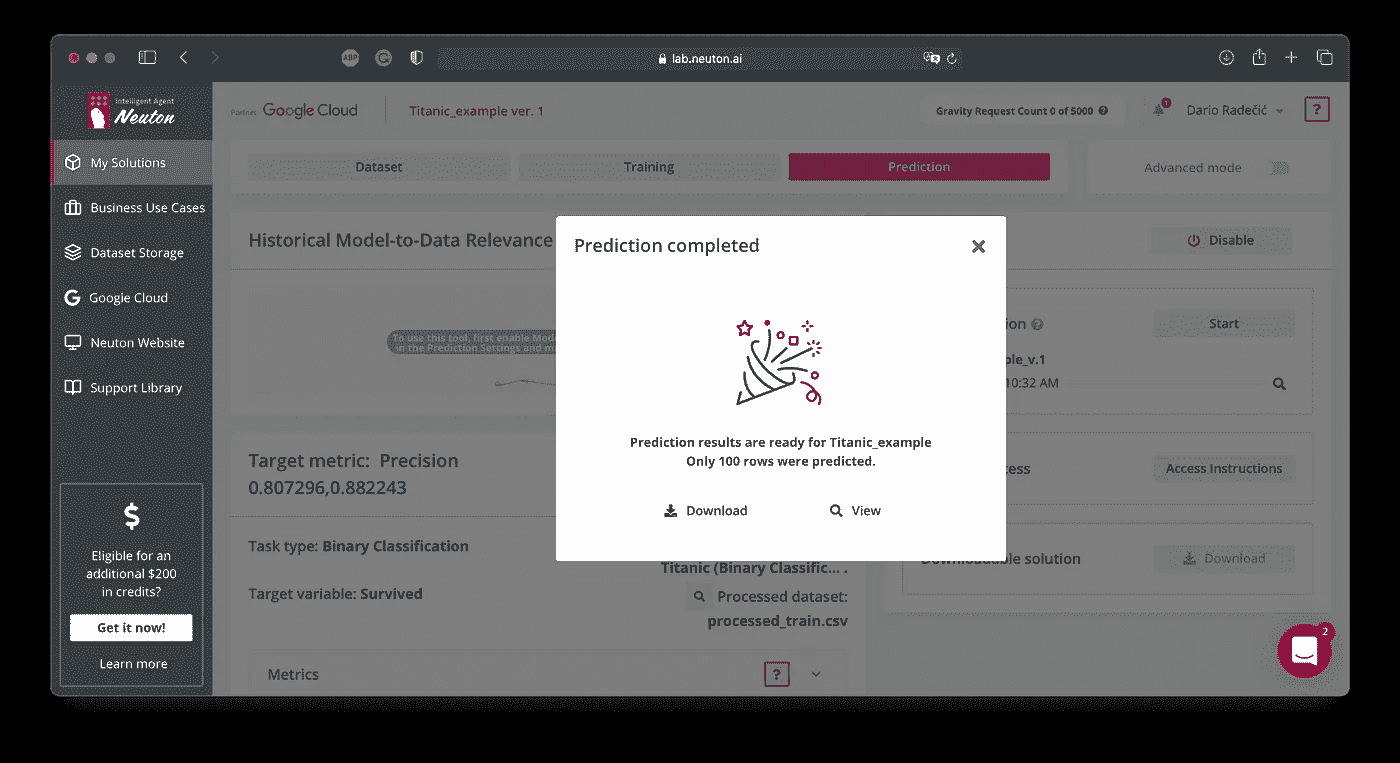 ABP
lab.neuton.ai
Intelligent Agent
Neuton
Partner Google Cloud
Titanic_example ver. 1
Gravity Request Count 0 of 5000 ?
1
Dario Radečić
?
My Solutions
Business Use Cases
Dataset Storage
Google Cloud
Neuton Website
Support Library
$
Eligible for an
additional $200
in credits?
Get it now!
Learn more
Dataset
Training
Prediction
Advanced mode
Historical Model-to-Data Relevance
Disable
To use this tool, first enable Mod
in the Prediction Settings and ma
Prediction completed
Prediction results are ready for Titanic_example
Only 100 rows were predicted.
Download
View
ion ?
Start
ple_v.1
10:32 AM
Target metric: Precision
0.807296,0.882243
cess
Access Instructions
Task type: Binary Classification
Titanic (Binary Classific... .
Target variable: Survived
Processed dataset:
processed_train.csv
Downloadable solution
Download
Metrics
?
2